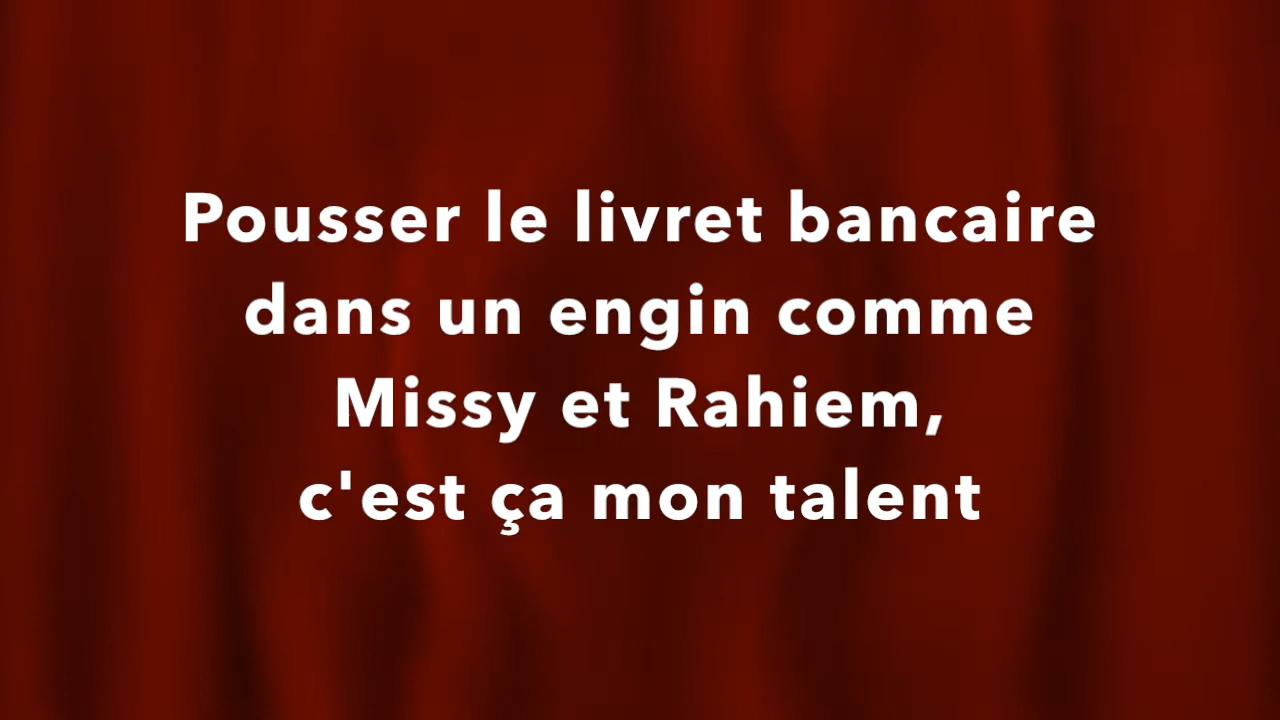 Pousser le livret bancaire
dans un engin comme
Missy et Rahiem,
c'est ça mon talent